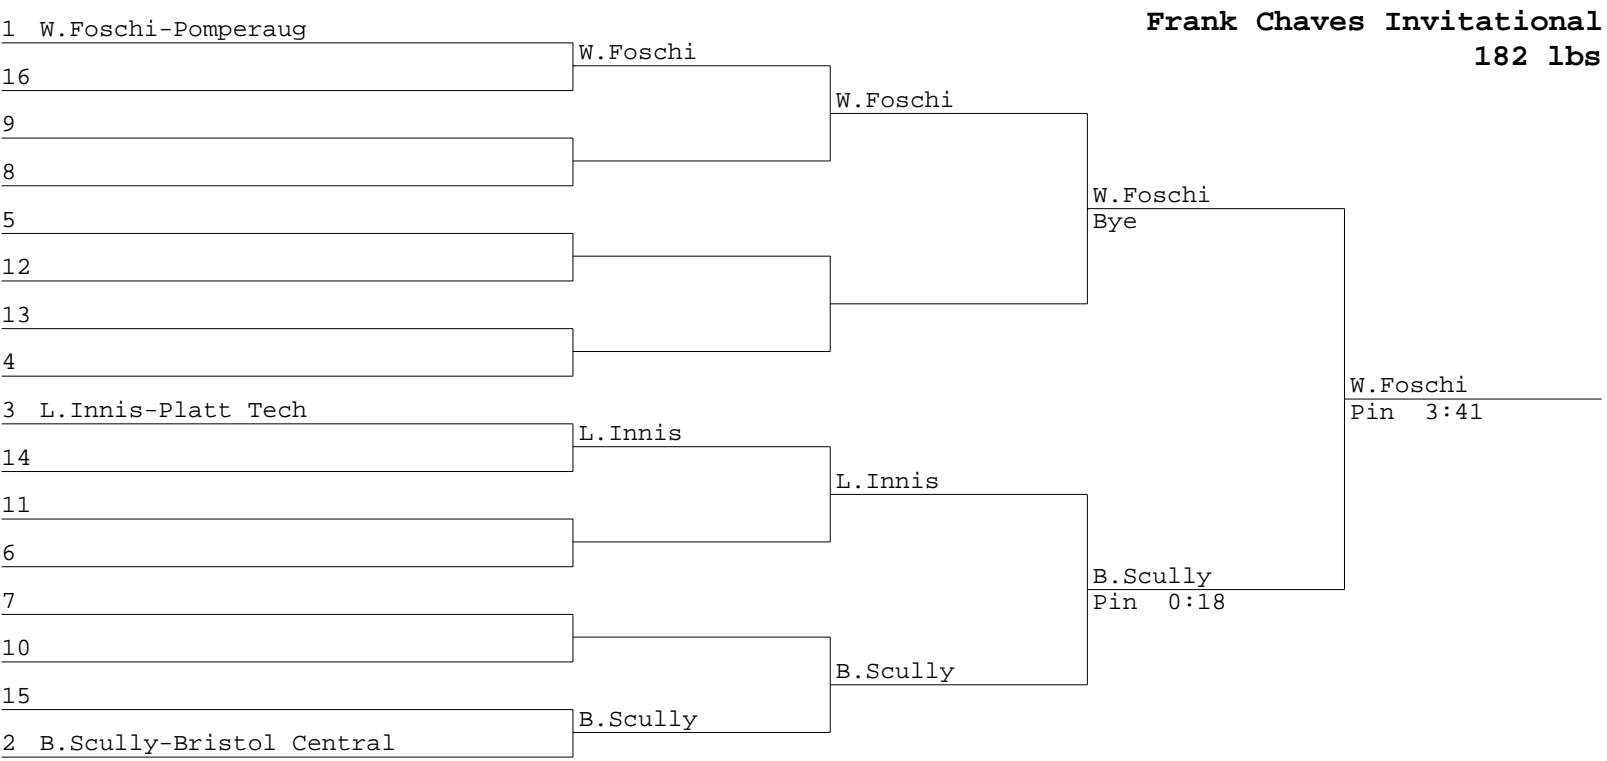 Frank Chaves Invitational
182 lbs
1 W.Foschi-Pomperaug
16
9
8
5
12
13
4
3 L.Innis-Platt Tech
14
11
6
7
10
15
2 B.Scully-Bristol Central
W.Foschi
L.Innis
B.Scully
W.Foschi
L.Innis
B.Scully
W.Foschi
Bye
B.Scully
Pin 0:18
W.Foschi
Pin 3:41